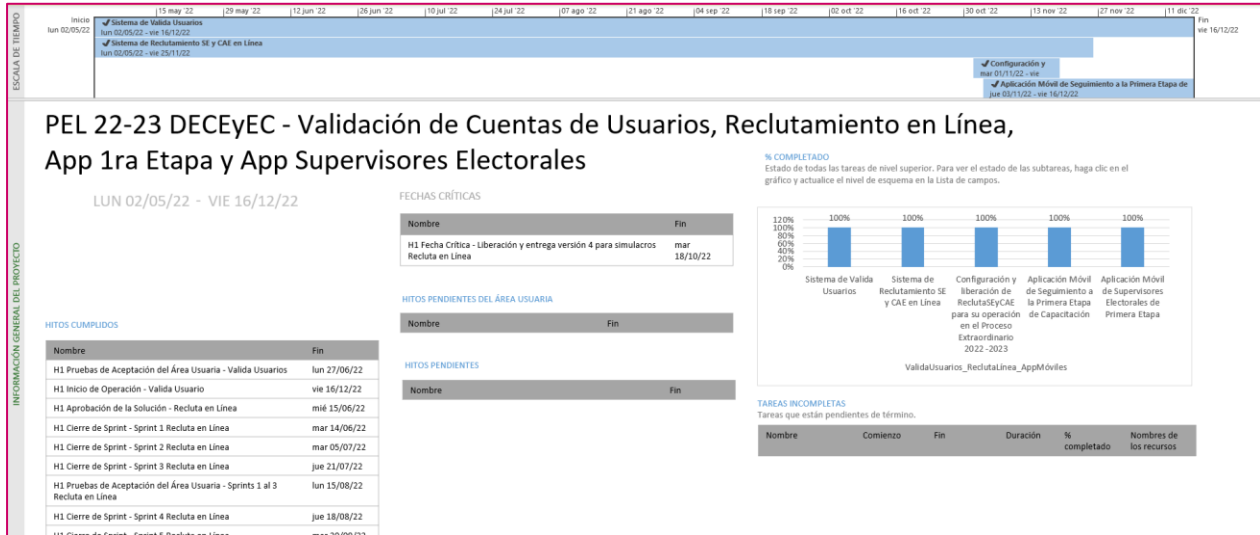 15 may '22 29 may '22 12 jun '22 26 jun '22 10 jul '22 24 jul '22 07 ago '22 21 ago '22 04 sep '22 18 sep '22 02 oct '22 16 oct '22 30 oct '22 13 nov '22 27 nov '22 11 dic '22
ESCALA DE TIEMPO
Inicio
lun 02/05/22
Sistema de Valida Usuarios
lun 02/05/22 - vie 16/12/22
Sistema de Reclutamiento SE y CAE en Línea
lun 02/05/22 - vie 25/11/22
Configuración y
mar 01/11/22 - vie
Aplicación Móvil de Seguimiento a la Primera Etapa de
jue 03/11/22 - vie 16/12/22
Fin
vie 16/12/22
INFORMACIÓN GENERAL DEL PROYECTO
PEL 22-23 DECEyEC - Validación de Cuentas de Usuarios, Reclutamiento en Línea,
App 1ra Etapa y App Supervisores Electorales
LUN 02/05/22 - VIE 16/12/22
HITOS CUMPLIDOS
Nombre Fin
H1 Pruebas de Aceptación del Área Usuaria - Valida Usuarios lun 27/06/22
H1 Inicio de Operación - Valida Usuario vie 16/12/22
H1 Aprobación de la Solución - Recluta en Línea mié 15/06/22
H1 Cierre de Sprint - Sprint 1 Recluta en Línea mar 14/06/22
H1 Cierre de Sprint - Sprint 2 Recluta en Línea mar 05/07/22
H1 Cierre de Sprint - Sprint 3 Recluta en Línea jue 21/07/22
H1 Pruebas de Aceptación del Área Usuaria - Sprints 1 al 3 lun 15/08/22
Recluta en Línea
H1 Cierre de Sprint - Sprint 4 Recluta en Línea jue 18/08/22
H1 Cierre de Sprint - Sprint 5 Recluta en Línea
FECHAS CRÍTICAS
Nombre Fin
H1 Fecha Crítica - Liberación y entrega versión 4 para simulacros mar
Recluta en Línea 18/10/22
HITOS PENDIENTES DEL ÁREA USUARIA
Nombre Fin
HITOS PENDIENTES
Nombre Fin
% COMPLETADO
Estado de todas las tareas de nivel superior. Para ver el estado de las subtareas, haga clic en el
gráfico y actualice el nivel de esquema en la Lista de campos.
120%
100%
80%
60%
40%
20%
0%
100% 100% 100% 100% 100%
Sistema de Valida Sistema de Configuración y Aplicación Móvil Aplicación Móvil
Usuarios Reclutamiento SE liberación de de Seguimiento a de Supervisores
y CAE en Línea ReclutaSEyCAE la Primera Etapa Electorales de
para su operación de Capacitación Primera Etapa
en el Proceso
Extraordinario
2022 -2023
ValidaUsuarios_ReclutaLínea_AppMóviles
TAREAS INCOMPLETAS
Tareas que están pendientes de término.
Nombre Comienzo Fin Duración % Nombres de
completado los recursos